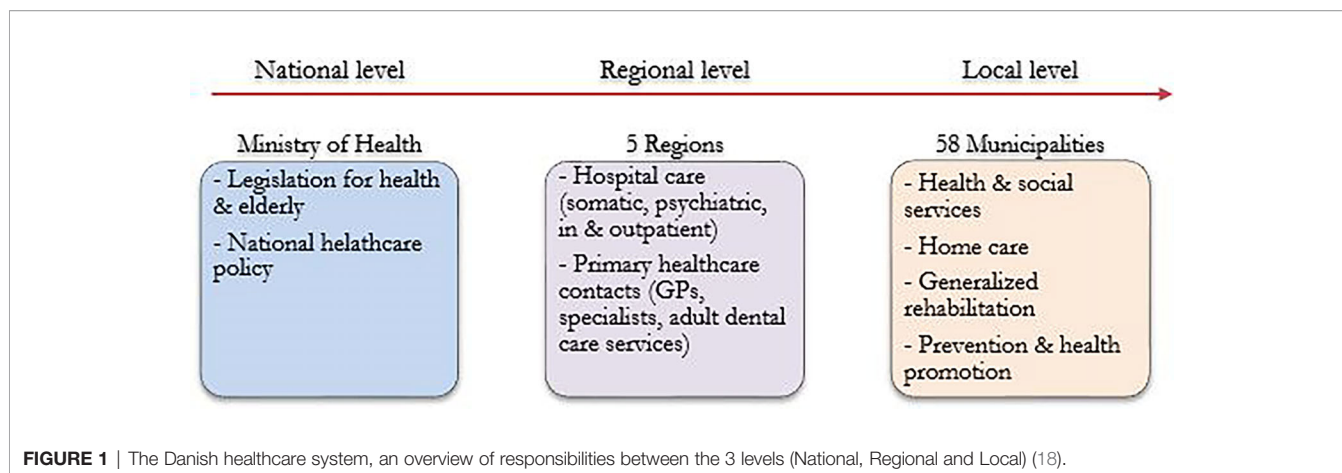 National level
Regional level
Local level
Ministry of Health
- Legislation for health
& elderly
- National helathcare
policy
5 Regions
- Hospital care
(somatic, psychiatric,
in & outpatient)
- Primary healthcare
contacts (GPs,
specialists, adult dental
care services)
58 Municipalities
- Health & social
services
- Home care
- Generalized
rehabilitation
- Prevention & health
promotion
FIGURE 1 | The Danish healthcare system, an overview of responsibilities between the 3 levels (National, Regional and Local) (18).